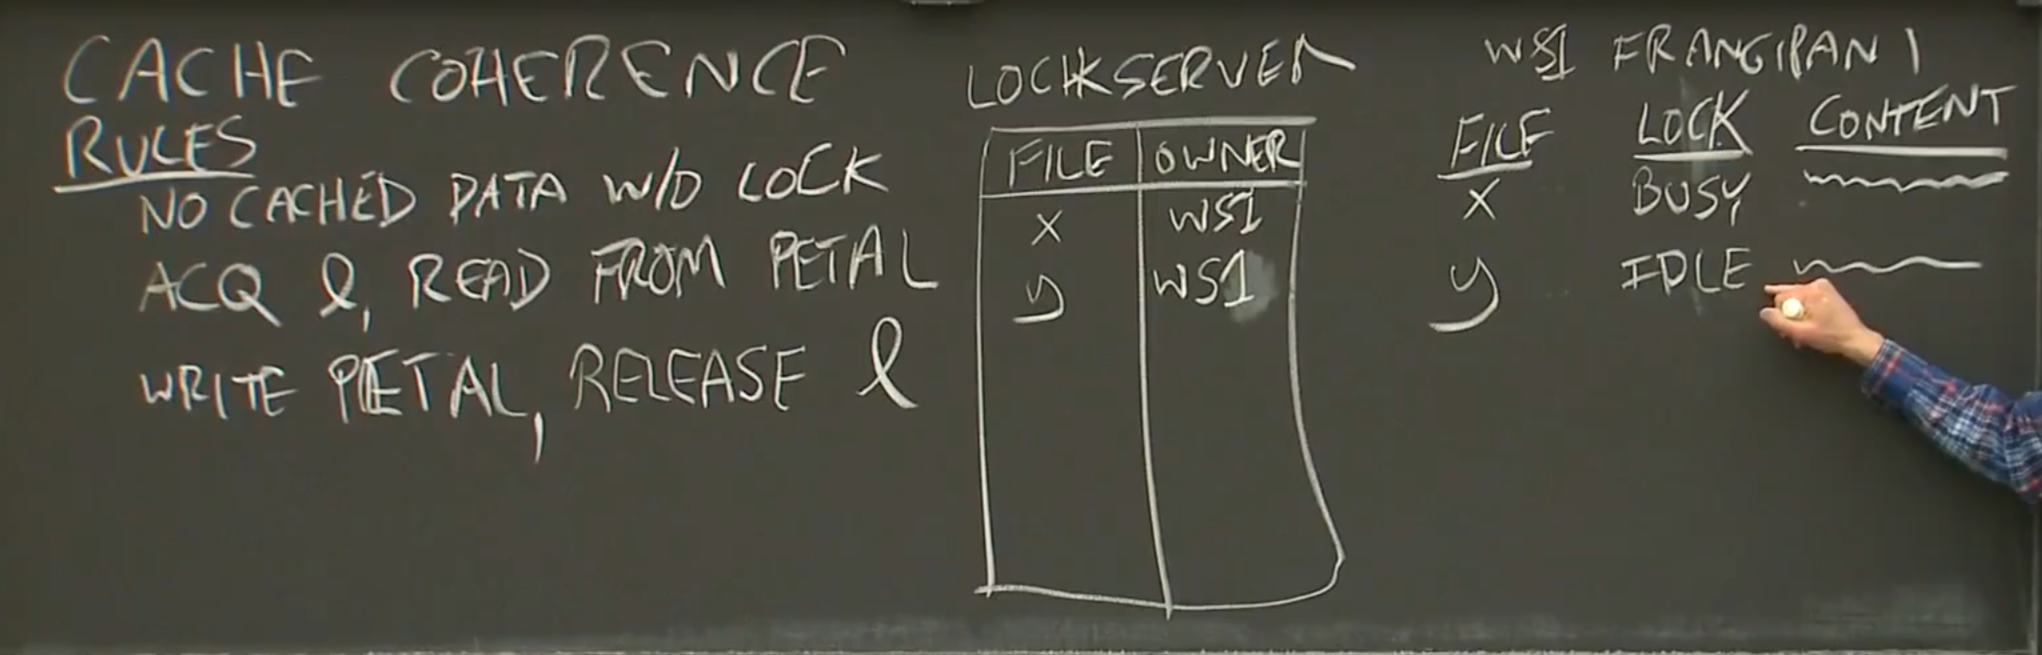 CACHE COHERENCE
RULES
NO CACHED DATA W/O LOCK
ACQ l, READ FROM PETAL
WRITE PETAL, RELEASE l
LOCKSERVER
FILE OWNER
X WS1
y WS1
WS1 FRANGIPANI
FILE LOCK CONTENT
X BUSY
y IDLE